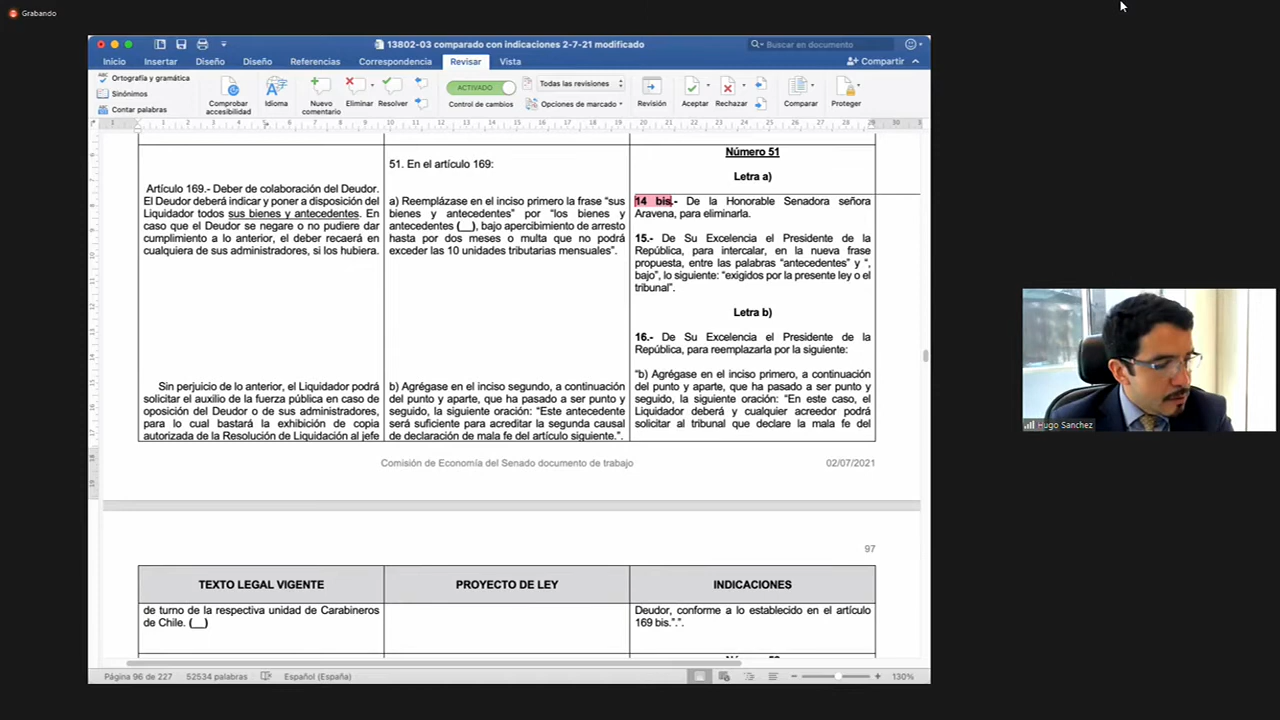 Grabando
13802-03 comparado con indicaciones 2-7-21 modificado
Buscar en documento
Inicio Insertar Diseño Diseño Referencias Correspondencia Revisar Vista
Compartir
Ortografía y gramática
Sinónimos
Contar palabras
Comprobar accesibilidad
Idioma
Nuevo comentario
Eliminar
Resolver
ACTIVADO
Control de cambios
Todas las revisiones
Opciones de marcado
Revisión
Aceptar
Rechazar
Comparar
Proteger
Artículo 169.- Deber de colaboración del Deudor.
El Deudor deberá indicar y poner a disposición del
Liquidador todos sus bienes y antecedentes. En
caso que el Deudor se negare o no pudiere dar
cumplimiento a lo anterior, el deber recaerá en
cualquiera de sus administradores, si los hubiera.
Sin perjuicio de lo anterior, el Liquidador podrá
solicitar el auxilio de la fuerza pública en caso de
oposición del Deudor o de sus administradores,
para lo cual bastará la exhibición de copia
autorizada de la Resolución de Liquidación al jefe
51. En el artículo 169:
a) Reemplázase en el inciso primero la frase “sus
bienes y antecedentes” por “los bienes y
antecedentes (__), bajo apercibimiento de arresto
hasta por dos meses o multa que no podrá
exceder las 10 unidades tributarias mensuales”.
b) Agrégase en el inciso segundo, a continuación
del punto y aparte, que ha pasado a ser punto y
seguido, la siguiente oración: “Este antecedente
será suficiente para acreditar la segunda causal
de declaración de mala fe del artículo siguiente.”.
Número 51
Letra a)
14 bis.- De la Honorable Senadora señora
Aravena, para eliminarla.
15.- De Su Excelencia el Presidente de la
República, para intercalar, en la nueva frase
propuesta, entre las palabras “antecedentes” y “,
bajo”, lo siguiente: “exigidos por la presente ley o el
tribunal”.
Letra b)
16.- De Su Excelencia el Presidente de la
República, para reemplazarla por la siguiente:
“b) Agrégase en el inciso primero, a continuación
del punto y aparte, que ha pasado a ser punto y
seguido, la siguiente oración: “En este caso, el
Liquidador deberá y cualquier acreedor podrá
solicitar al tribunal que declare la mala fe del
Comisión de Economía del Senado documento de trabajo 02/07/2021
97
TEXTO LEGAL VIGENTE PROYECTO DE LEY INDICACIONES
de turno de la respectiva unidad de Carabineros
de Chile. (__)
Deudor, conforme a lo establecido en el artículo
169 bis.”.”.
Página 96 de 227 52534 palabras Español (España) 130%
Hugo Sanchez